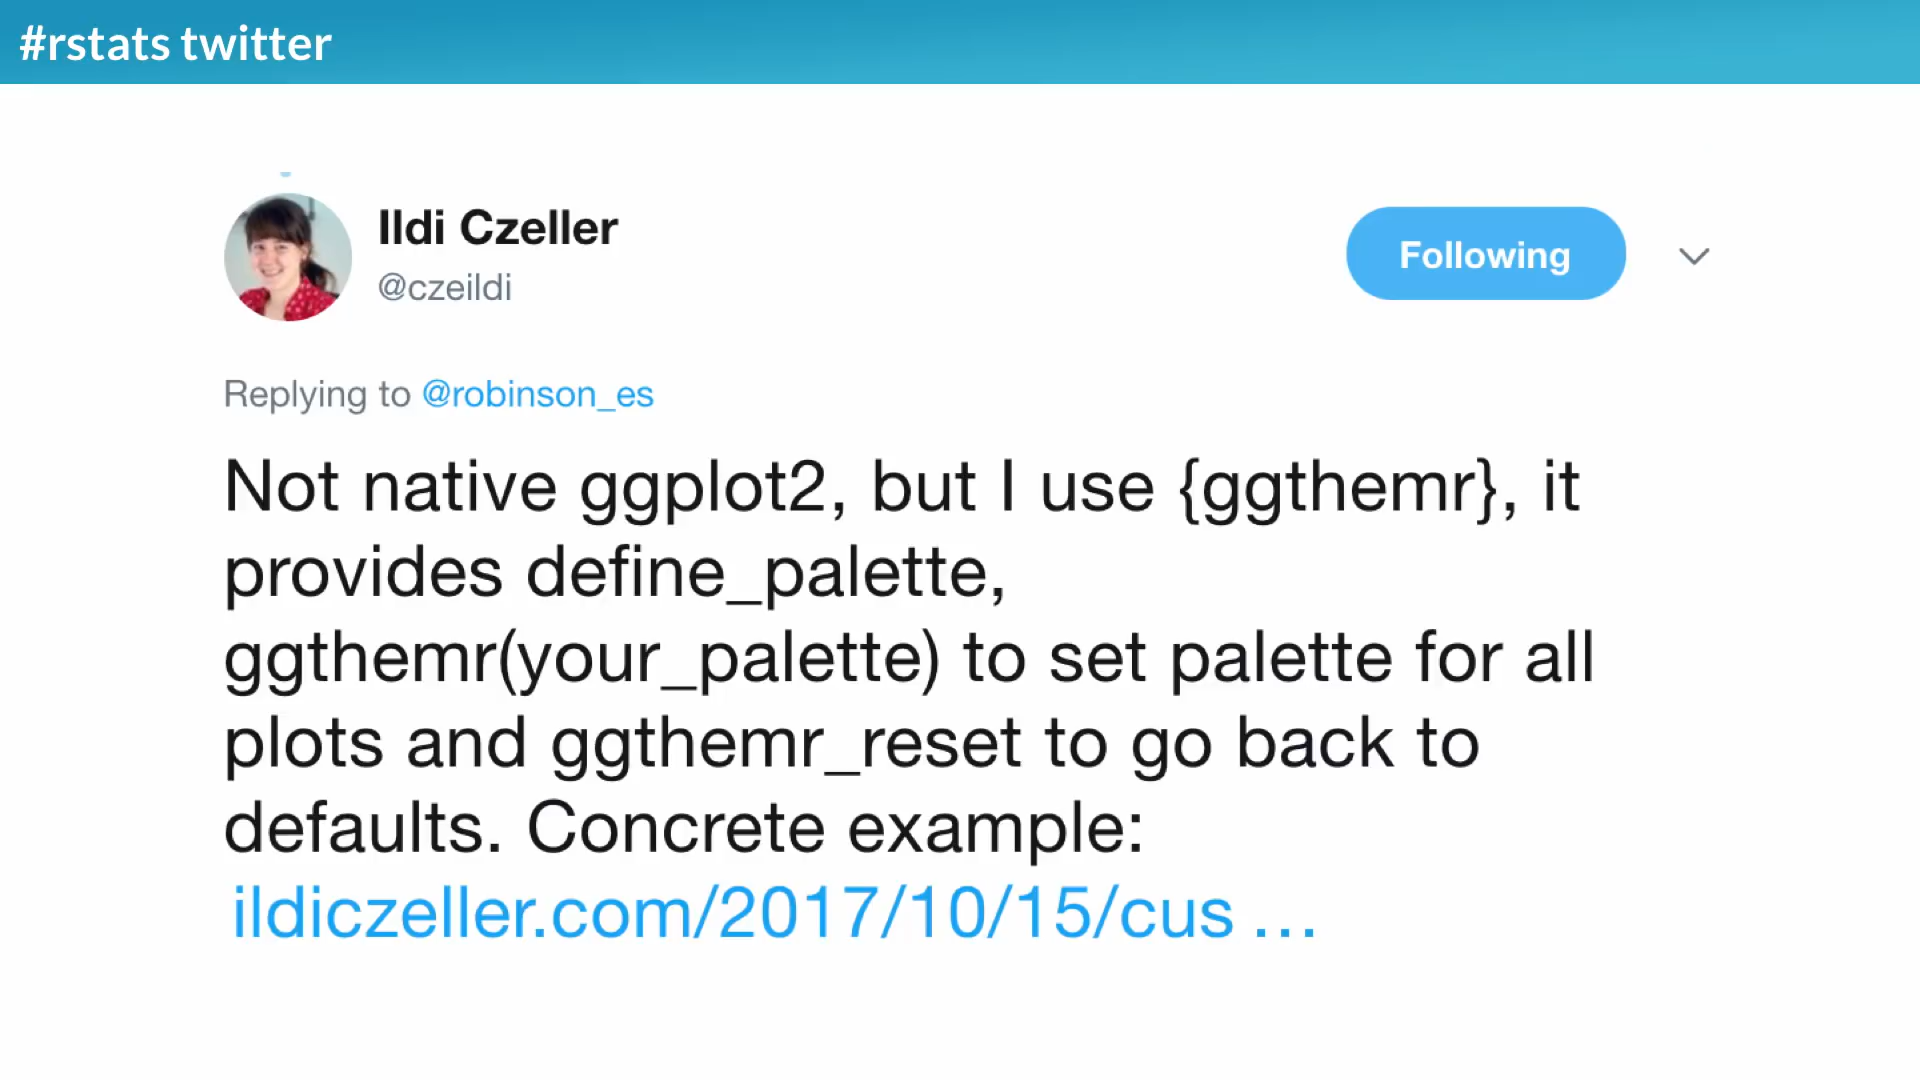 #rstats twitter
Ildi Czeller
@czeildi
Following
Replying to @robinson_es
Not native ggplot2, but I use {ggthemr}, it
provides define_palette,
ggthemr(your_palette) to set palette for all
plots and ggthemr_reset to go back to
defaults. Concrete example:
ildiczeller.com/2017/10/15/cus …